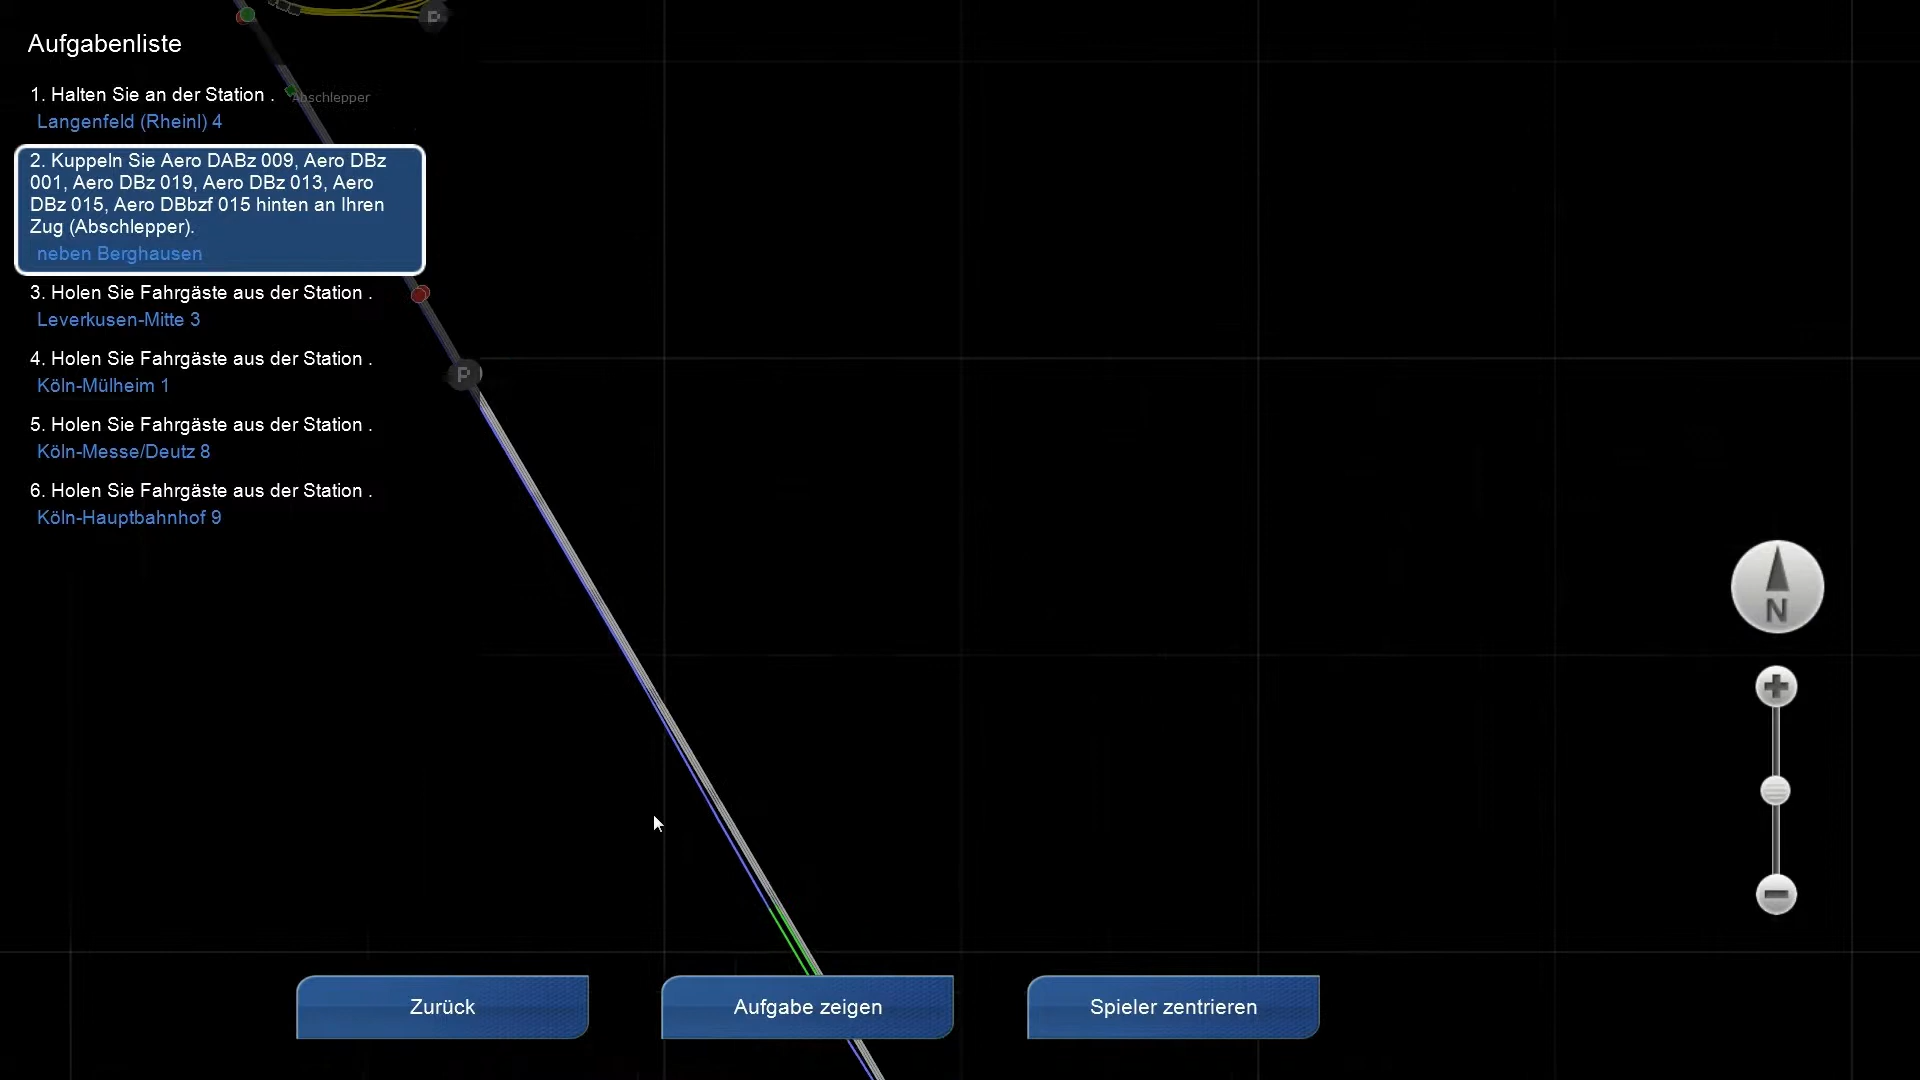 P
Aufgabenliste
1. Halten Sie an der Station .
Abschlepper
Langenfeld (Rheinl) 4
2. Kuppeln Sie Aero DABz 009, Aero DBz
001, Aero DBz 019, Aero DBz 013, Aero
DBz 015, Aero DBbzf 015 hinten an Ihren
Zug (Abschlepper).
neben Berghausen
3. Holen Sie Fahrgäste aus der Station .
Leverkusen-Mitte 3
4. Holen Sie Fahrgäste aus der Station .
P
Köln-Mülheim 1
5. Holen Sie Fahrgäste aus der Station .
Köln-Messe/Deutz 8
6. Holen Sie Fahrgäste aus der Station .
Köln-Hauptbahnhof 9
N
Zurück
Aufgabe zeigen
Spieler zentrieren